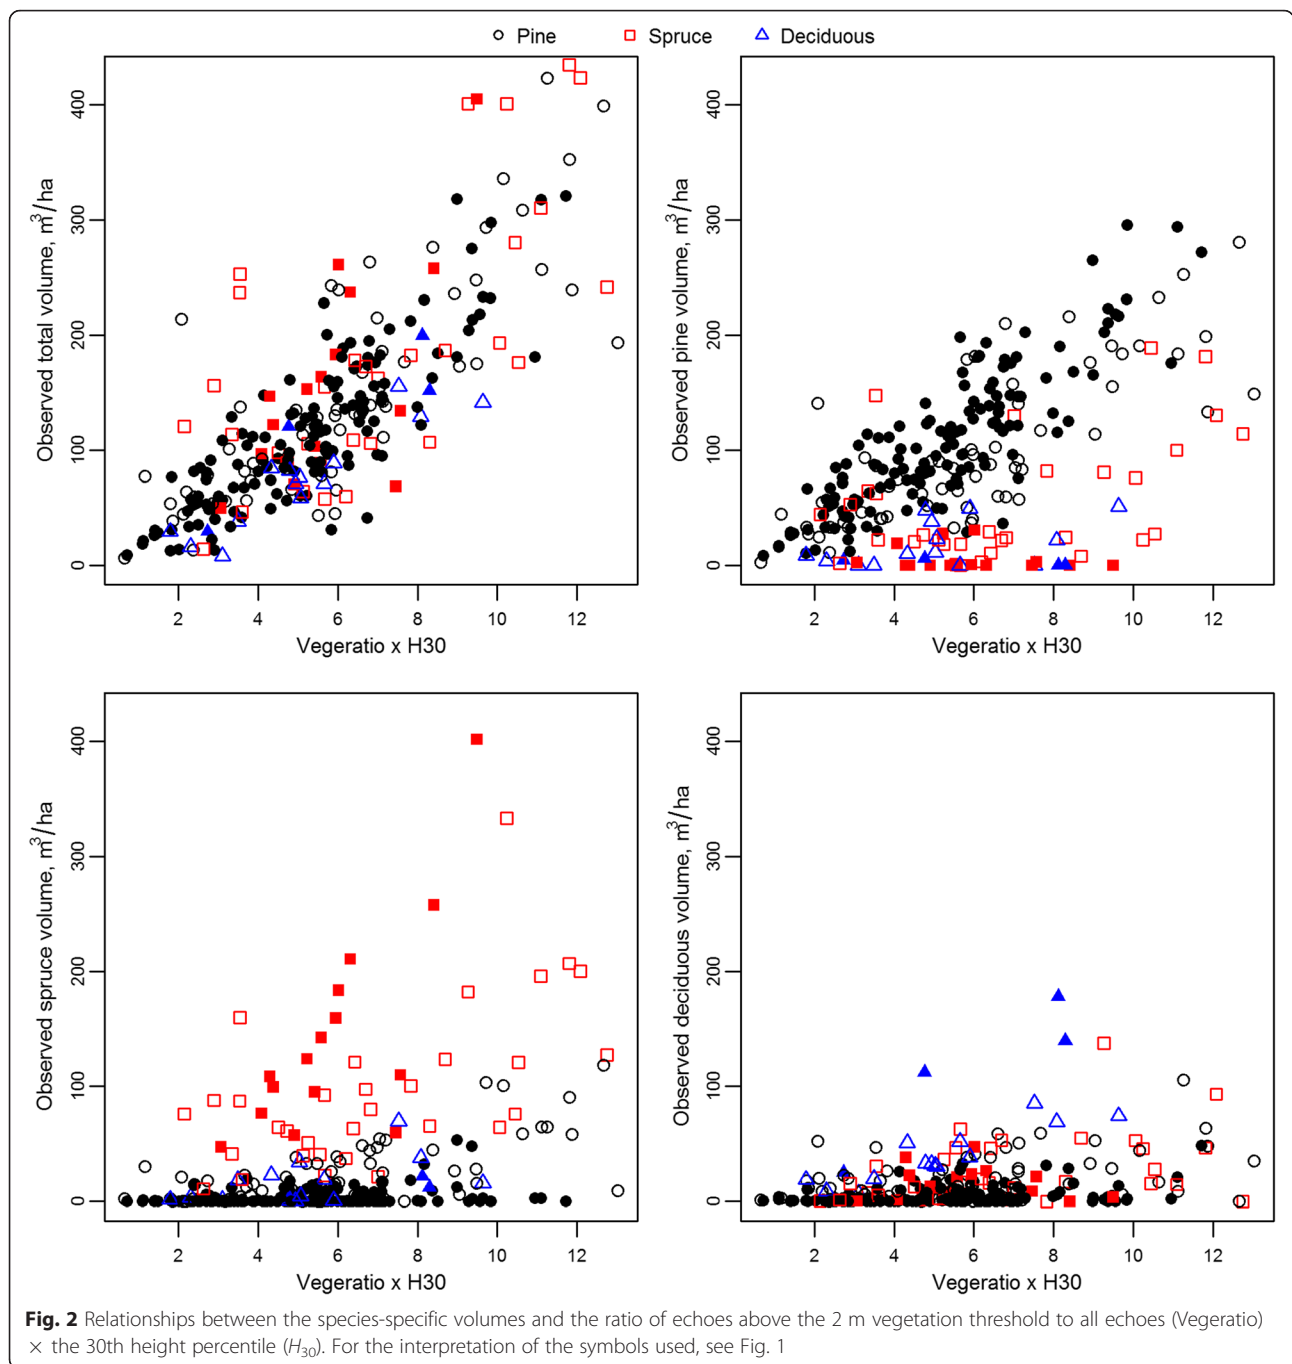 Pine Spruce Deciduous
Observed total volume, m³/ha
0 100 200 300 400
2 4 6 8 10 12
Vegeratio x H30
Observed pine volume, m³/ha
0 100 200 300 400
2 4 6 8 10 12
Vegeratio x H30
Observed spruce volume, m³/ha
0 100 200 300 400
2 4 6 8 10 12
Vegeratio x H30
Observed deciduous volume, m³/ha
0 100 200 300 400
2 4 6 8 10 12
Vegeratio x H30
Fig. 2 Relationships between the species-specific volumes and the ratio of echoes above the 2 m vegetation threshold to all echoes (Vegeratio)
× the 30th height percentile (H₃₀). For the interpretation of the symbols used, see Fig. 1